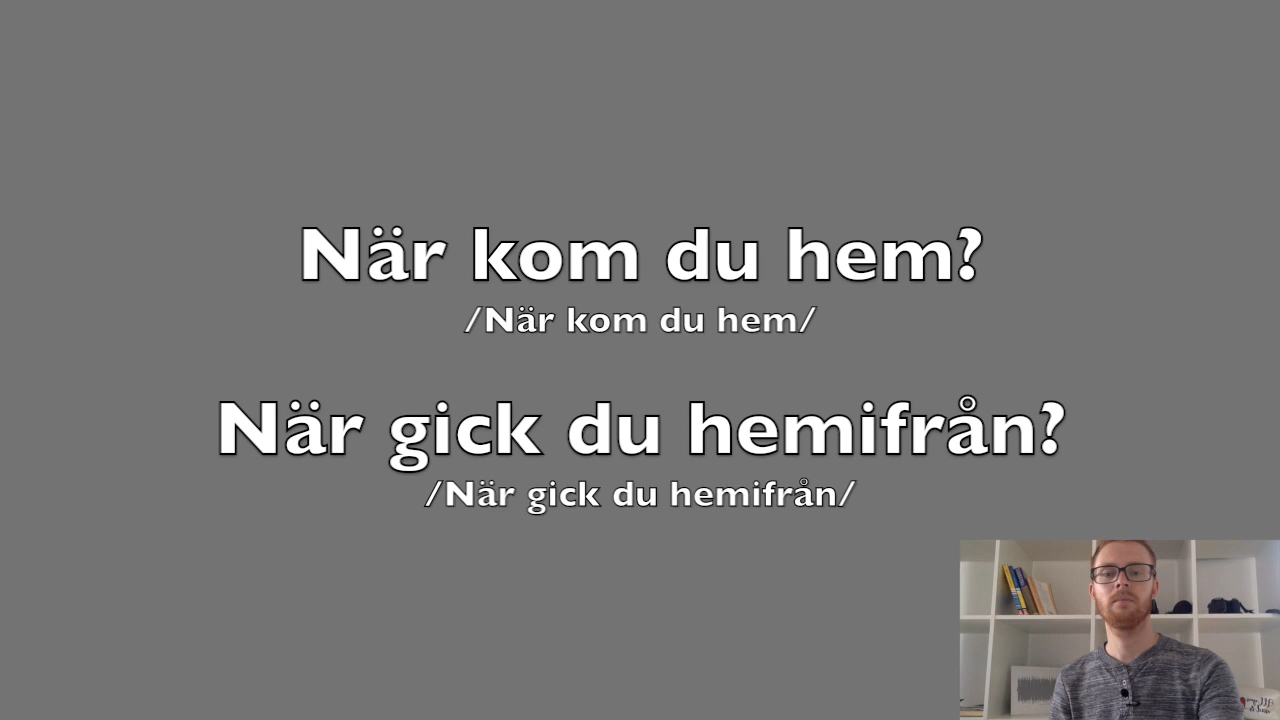 När kom du hem?
/När kom du hem/
När gick du hemifrån?
/När gick du hemifrån/